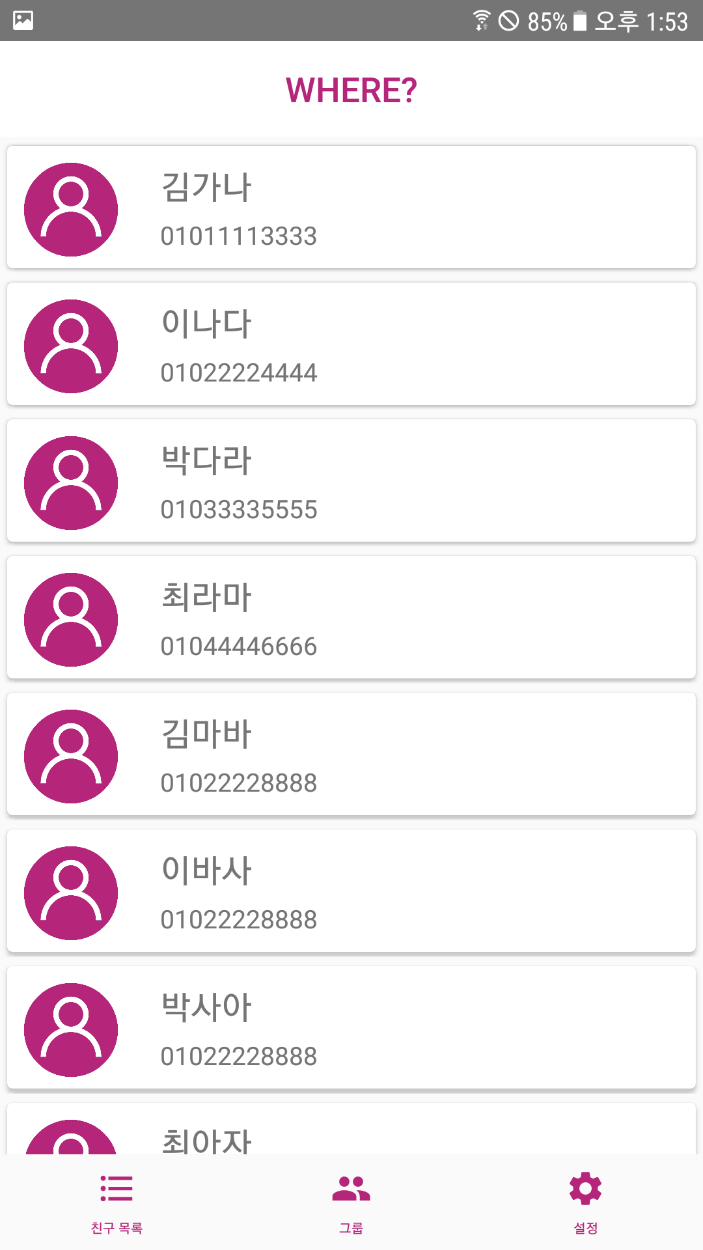 85% 오후 1:53
WHERE?
김가나
01011113333
이나다
01022224444
박다라
01033335555
최라마
01044446666
김마바
01022228888
이바사
01022228888
박사아
01022228888
최아자
친구 목록
그룹
설정